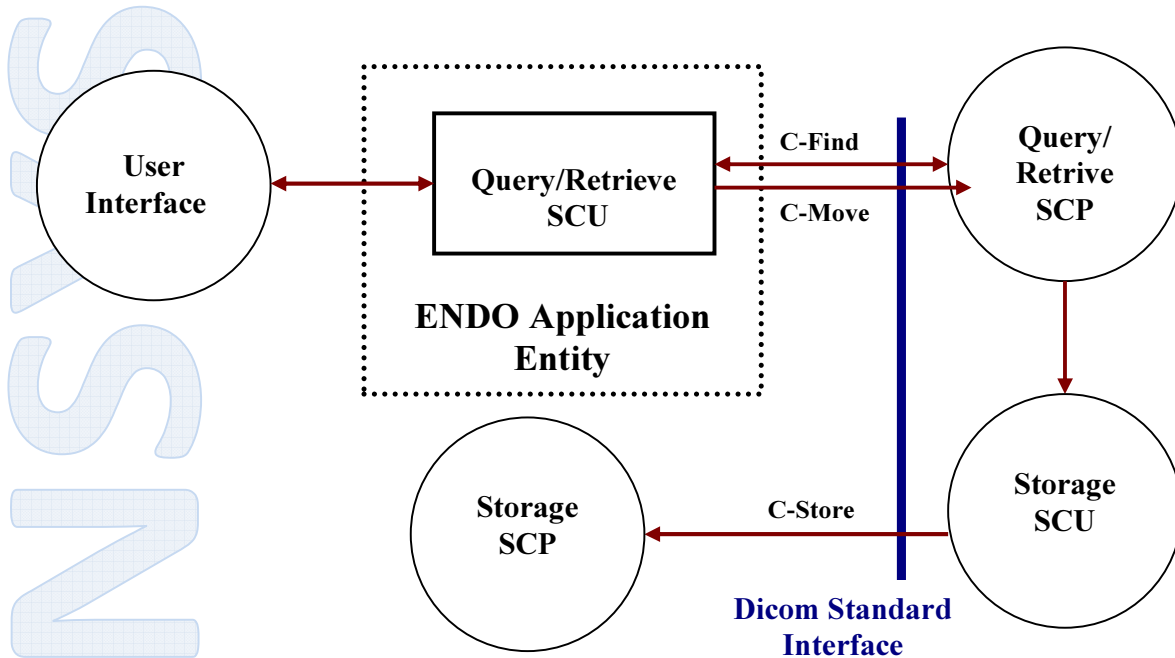 User
Interface
Query/Retrieve
SCU
ENDO Application
Entity
C-Find
C-Move
Query/
Retrive
SCP
Storage
SCP
C-Store
Storage
SCU
Dicom Standard
Interface